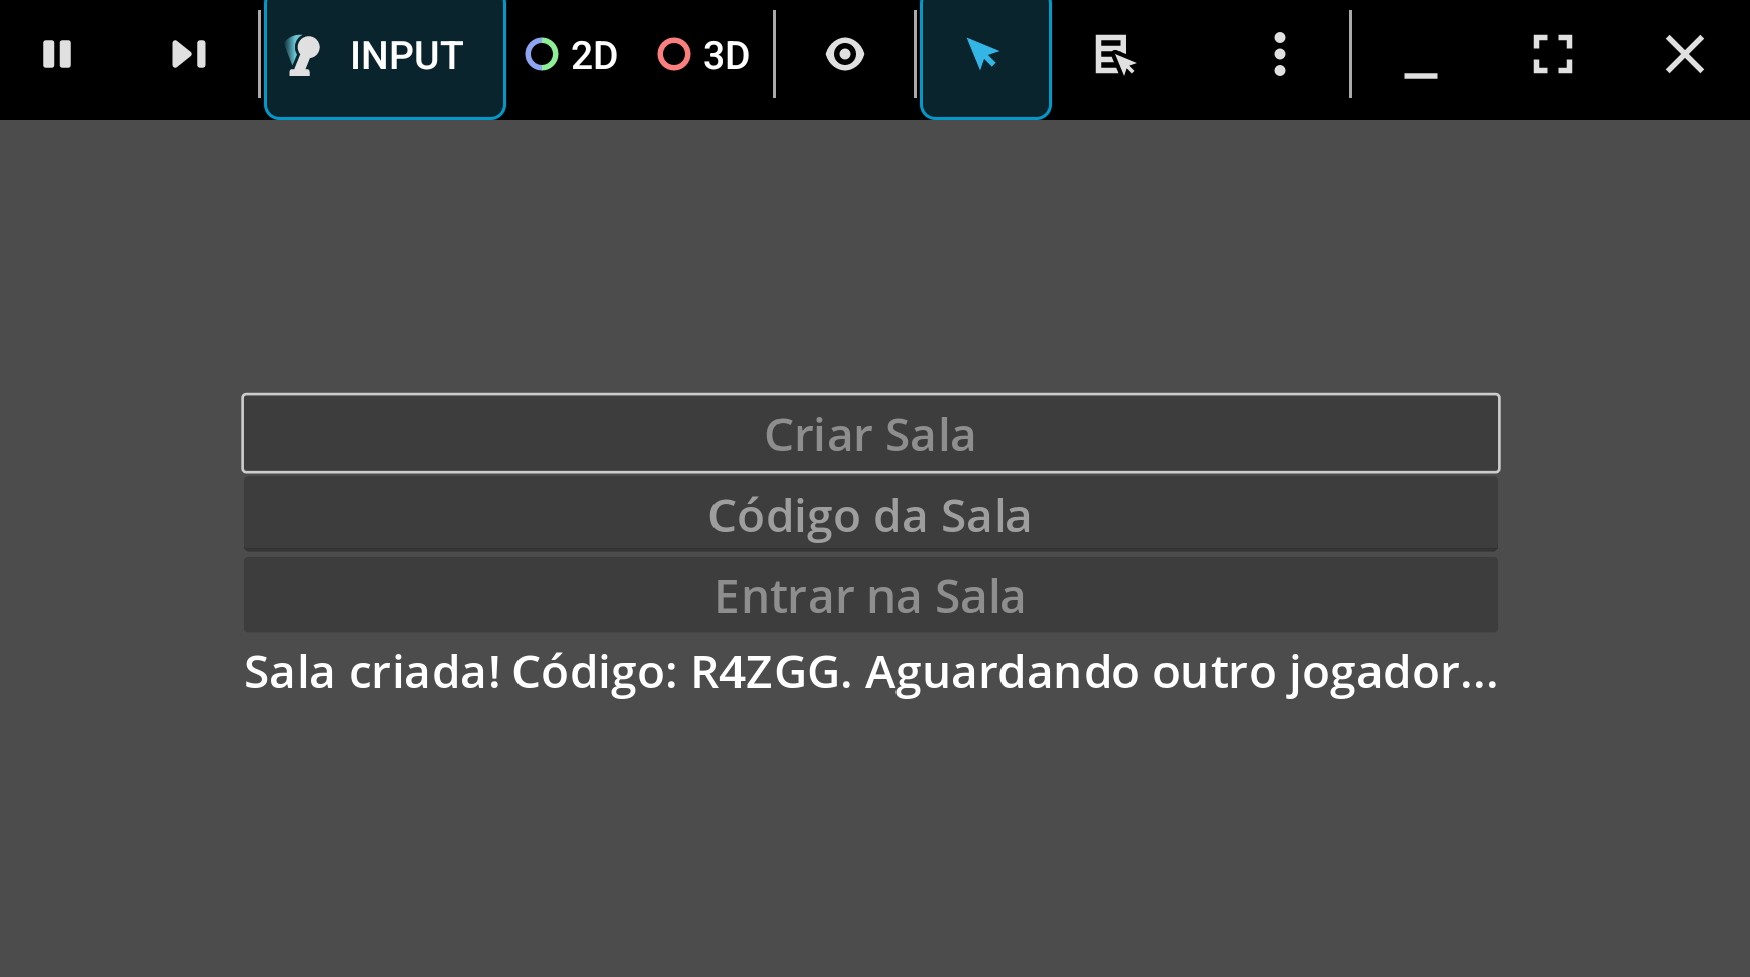 INPUT 2D 3D
Criar Sala
Código da Sala
Entrar na Sala
Sala criada! Código: R4ZGG. Aguardando outro jogador...